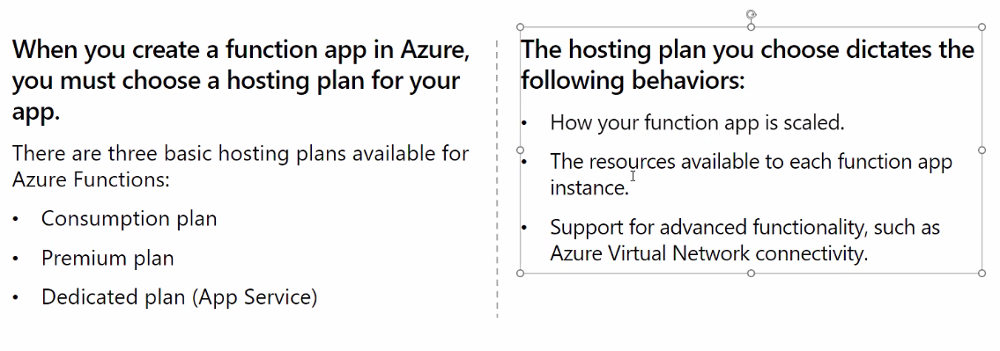 When you create a function app in Azure,
you must choose a hosting plan for your
app.
There are three basic hosting plans available for
Azure Functions:
• Consumption plan
• Premium plan
• Dedicated plan (App Service)
The hosting plan you choose dictates the
following behaviors:
• How your function app is scaled.
• The resources available to each function app
instance.
• Support for advanced functionality, such as
Azure Virtual Network connectivity.